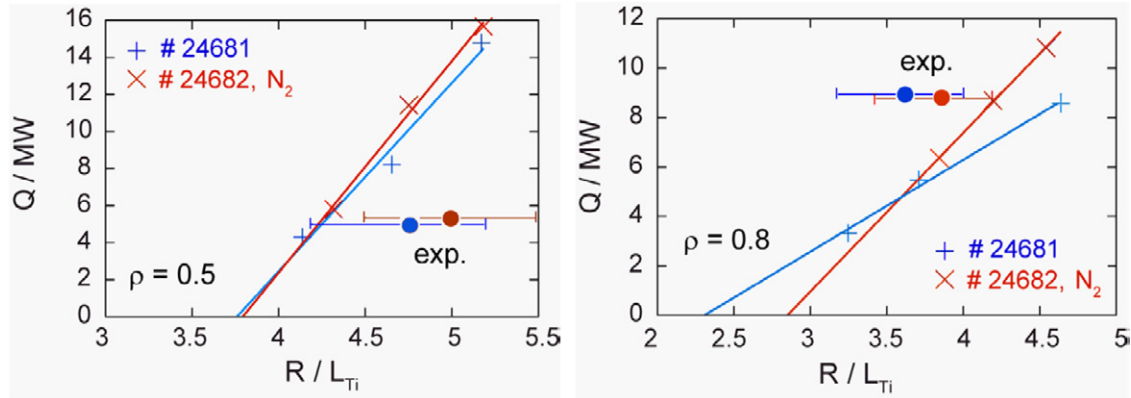 16
14
12
10
8
6
4
2
0
Q / MW
# 24681
# 24682, N2
exp.
ρ = 0.5
3 3.5 4 4.5 5 5.5
R / LTi
12
10
8
6
4
2
0
Q / MW
exp.
ρ = 0.8
# 24681
# 24682, N2
2 2.5 3 3.5 4 4.5 5
R / LTi